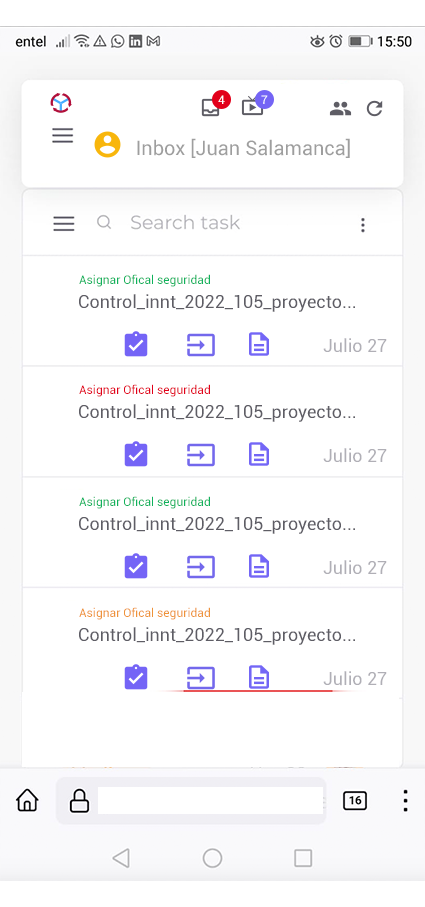 entel 15:50
4 7
Inbox [Juan Salamanca]
Search task
Asignar Ofical seguridad
Control_innt_2022_105_proyecto...
Julio 27
Asignar Ofical seguridad
Control_innt_2022_105_proyecto...
Julio 27
Asignar Ofical seguridad
Control_innt_2022_105_proyecto...
Julio 27
Asignar Ofical seguridad
Control_innt_2022_105_proyecto...
Julio 27
16